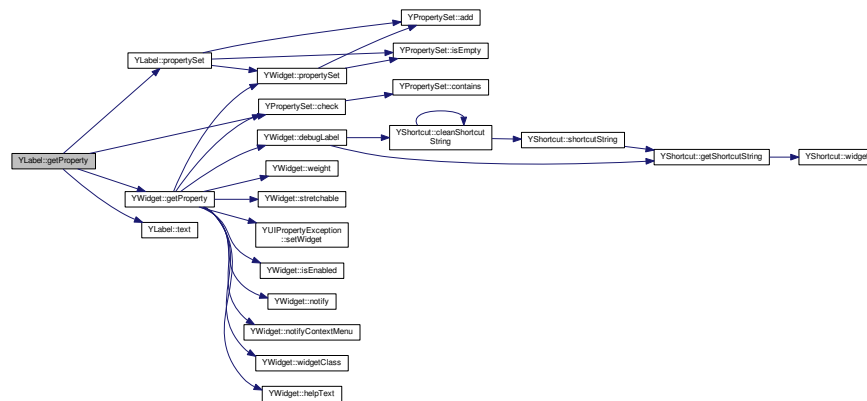 YPropertySet::add
YLabel::propertySet
YPropertySet::isEmpty
YWidget::propertySet
YPropertySet::contains
YPropertySet::check
YWidget::debugLabel
YShortcut::cleanShortcut
String
YShortcut::shortcutString
YShortcut::getShortcutString
YShortcut::widget
YLabel::getProperty
YWidget::weight
YWidget::getProperty
YWidget::stretchable
YLabel::text
YUIPropertyException
::setWidget
YWidget::isEnabled
YWidget::notify
YWidget::notifyContextMenu
YWidget::widgetClass
YWidget::helpText